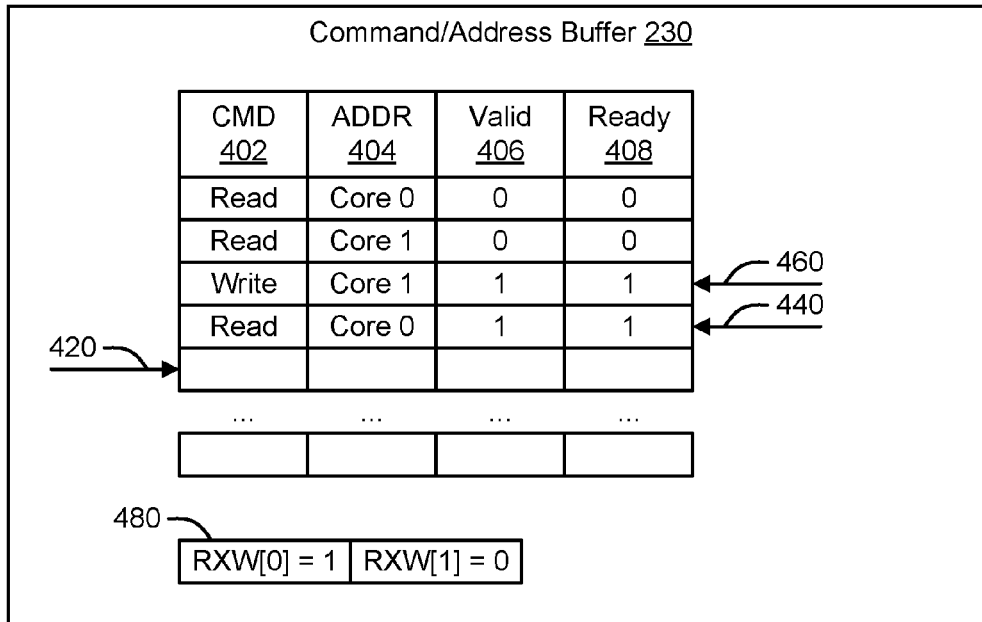 Command/Address Buffer 230
CMD ADDR Valid Ready
402 404 406 408
Read Core 0 0 0
Read Core 1 0 0
Write Core 1 1 1 460
Read Core 0 1 1 440
420
... ... ... ...
480
RXW[0] = 1 RXW[1] = 0